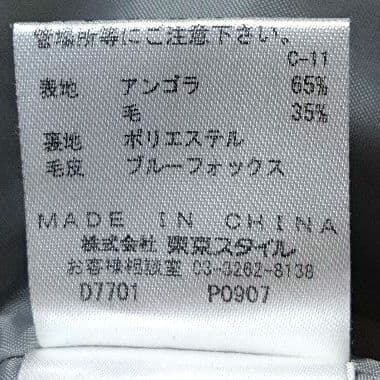 管場所等にご注意下さい。
C-11
表地 アンゴラ 65%
毛 35%
裏地 ポリエステル
毛皮 ブルーフォックス
MADE IN CHINA
株式会社 東京スタイル
お客様相談室 03-3262-8138
D7701 P0907